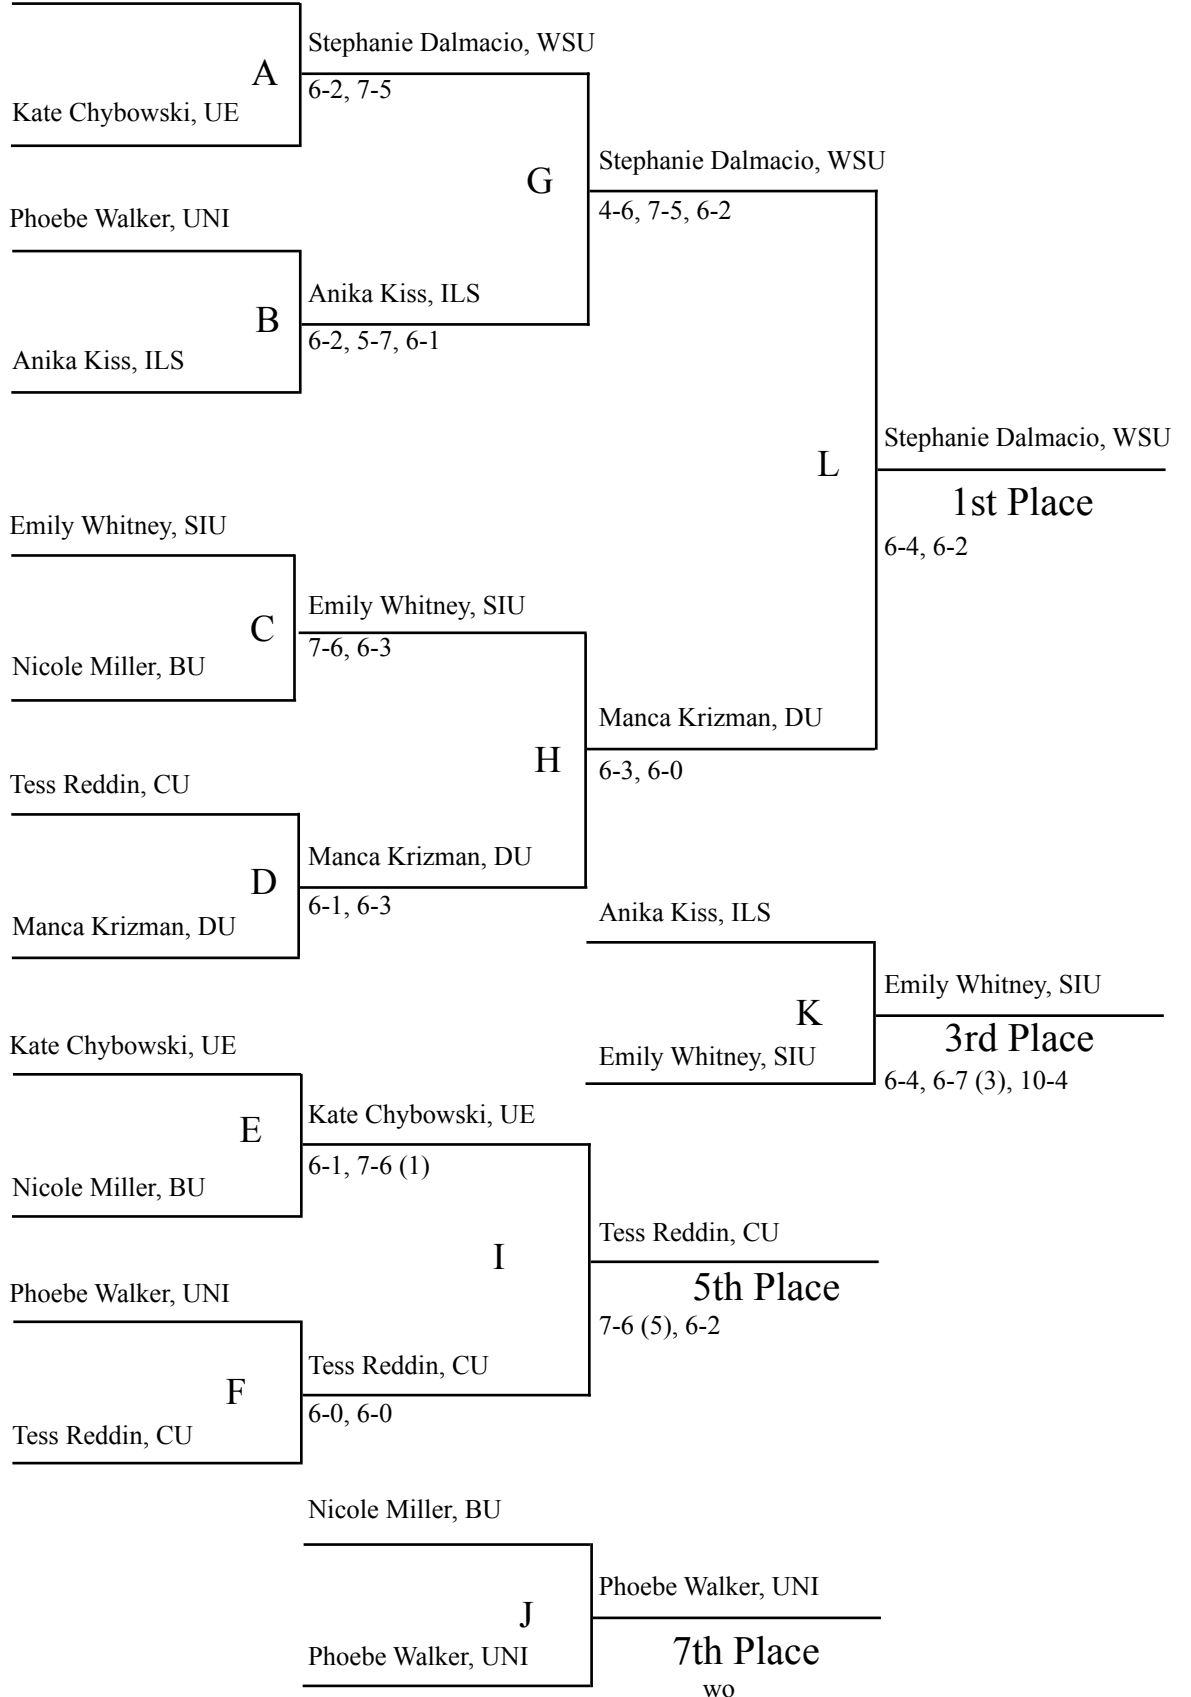 Stephanie Dalmacio, WSU
A
6-2, 7-5
Kate Chybowski, UE
Stephanie Dalmacio, WSU
G
4-6, 7-5, 6-2
Phoebe Walker, UNI
Anika Kiss, ILS
B
6-2, 5-7, 6-1
Anika Kiss, ILS
Stephanie Dalmacio, WSU
L
1st Place
6-4, 6-2
Emily Whitney, SIU
Emily Whitney, SIU
C
7-6, 6-3
Nicole Miller, BU
Manca Krizman, DU
H
6-3, 6-0
Tess Reddin, CU
Manca Krizman, DU
D
6-1, 6-3
Manca Krizman, DU
Anika Kiss, ILS
Emily Whitney, SIU
K
3rd Place
Emily Whitney, SIU
6-4, 6-7 (3), 10-4
Kate Chybowski, UE
Kate Chybowski, UE
E
6-1, 7-6 (1)
Nicole Miller, BU
Tess Reddin, CU
I
5th Place
7-6 (5), 6-2
Phoebe Walker, UNI
Tess Reddin, CU
F
6-0, 6-0
Tess Reddin, CU
Nicole Miller, BU
Phoebe Walker, UNI
J
7th Place
Phoebe Walker, UNI
wo